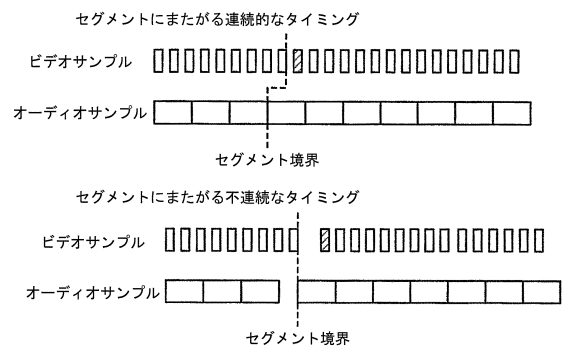 セグメントにまたがる連続的なタイミング
ビデオサンプル
オーディオサンプル
セグメント境界
セグメントにまたがる不連続なタイミング
ビデオサンプル
オーディオサンプル
セグメント境界